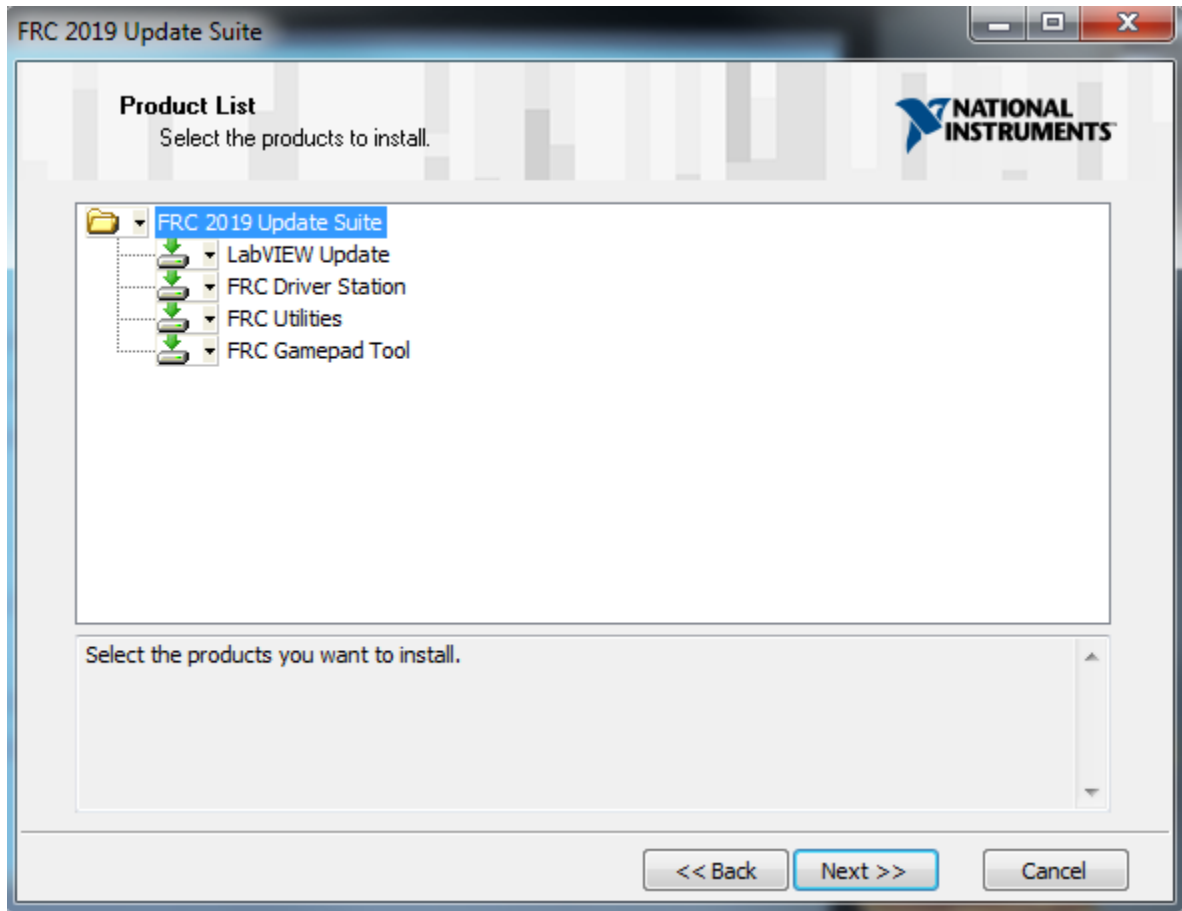 FRC 2019 Update Suite
Product List
Select the products to install.
NATIONAL
INSTRUMENTS™
FRC 2019 Update Suite
LabVIEW Update
FRC Driver Station
FRC Utilities
FRC Gamepad Tool
Select the products you want to install.
<< Back
Next >>
Cancel